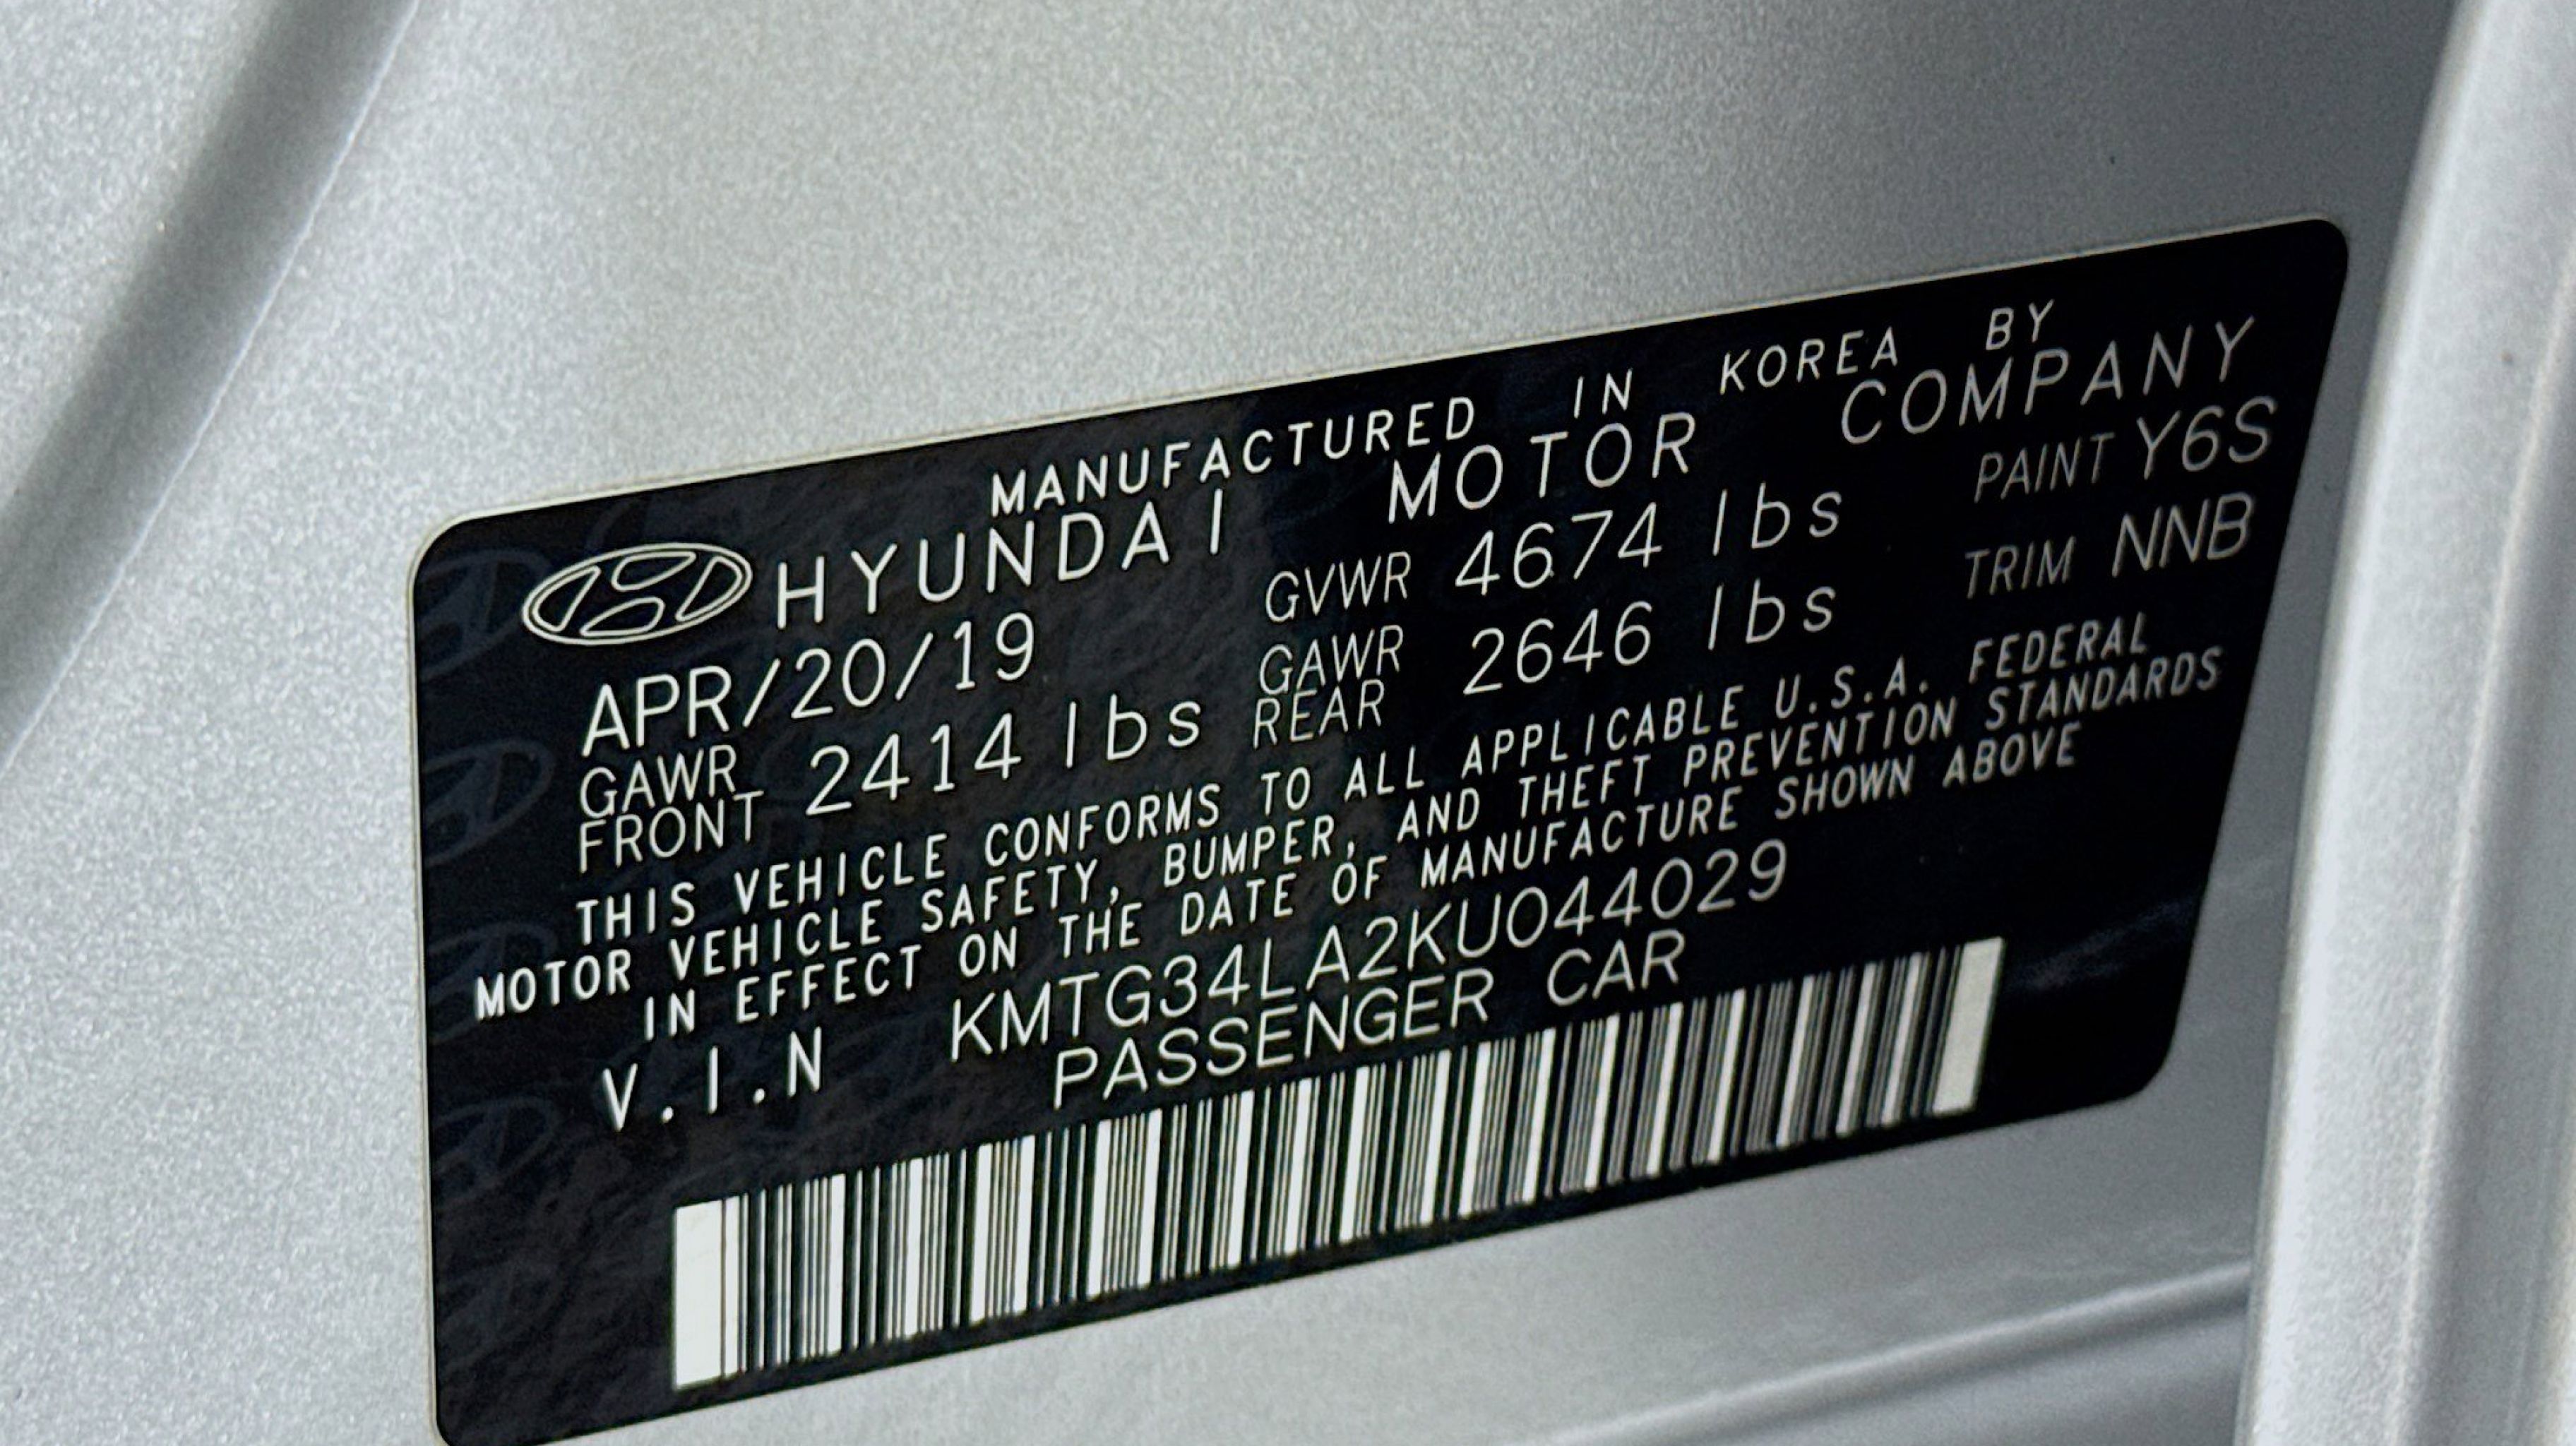 MANUFACTURED IN KOREA BY
HYUNDAI MOTOR COMPANY
APR/20/19 GVWR 4674 lbs PAINT Y6S
GAWR FRONT 2414 lbs GAWR REAR 2646 lbs TRIM NNB
THIS VEHICLE CONFORMS TO ALL APPLICABLE U.S.A. FEDERAL
MOTOR VEHICLE SAFETY, BUMPER, AND THEFT PREVENTION STANDARDS
IN EFFECT ON THE DATE OF MANUFACTURE SHOWN ABOVE
V.I.N KMTG34LA2KU044029
PASSENGER CAR